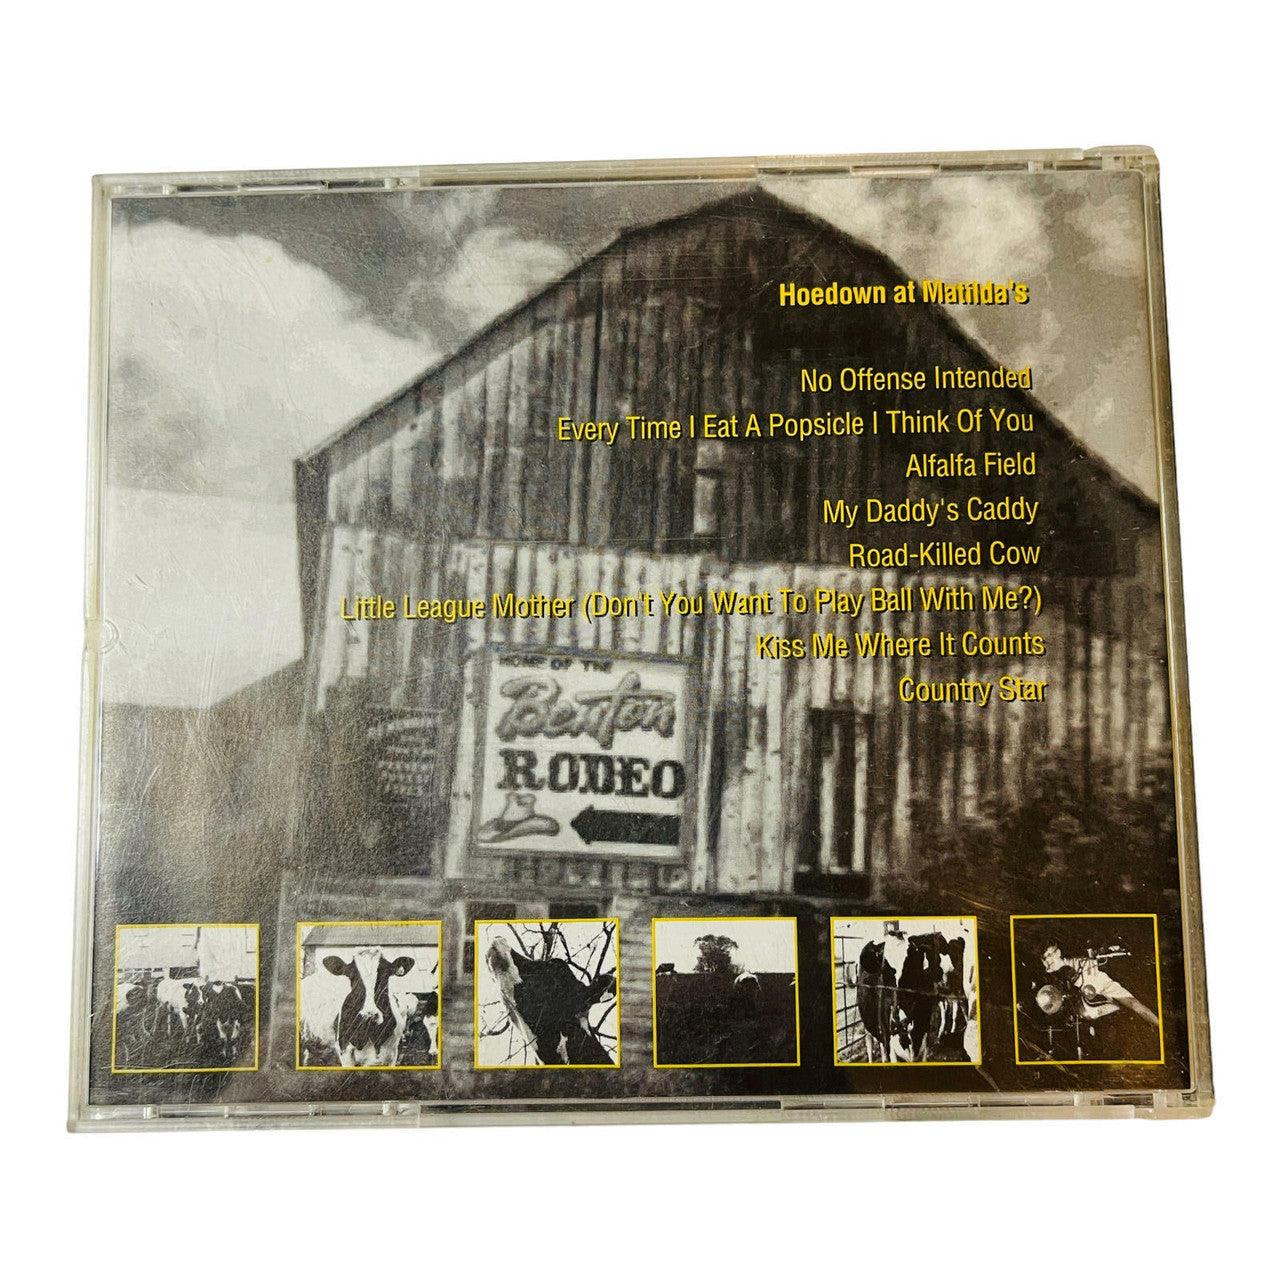 Hoedown at Matilda's
No Offense Intended
Every Time I Eat A Popsicle I Think Of You
Alfalfa Field
My Daddy's Caddy
Road-Killed Cow
Little League Mother (Don't You Want To Play Ball With Me?)
Kiss Me Where It Counts
Country Star
HOME OF THE
Benton
RODEO